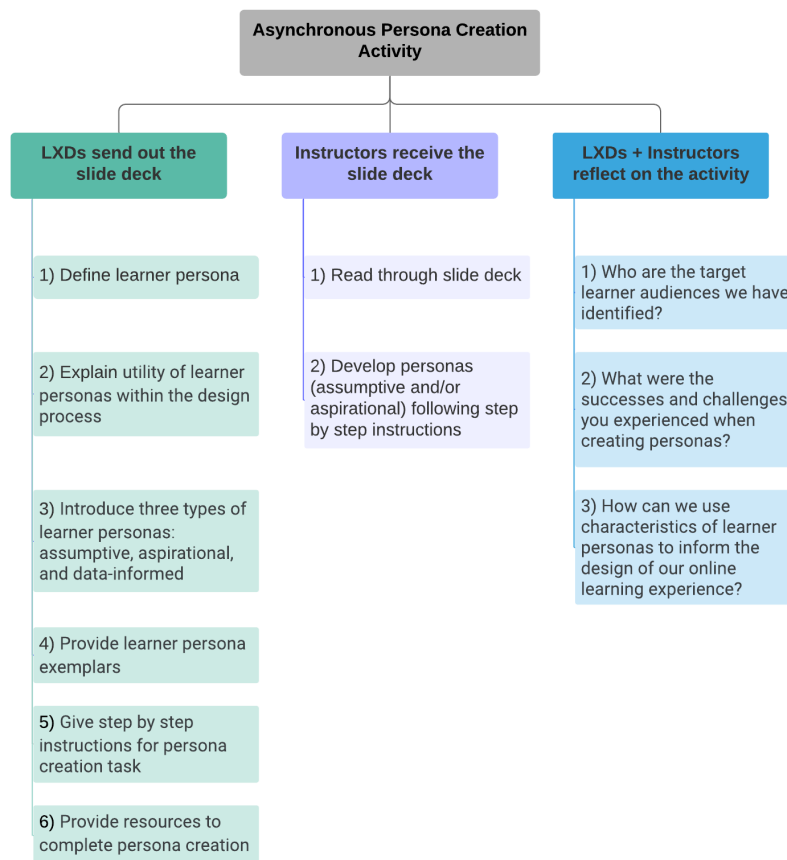 Asynchronous Persona Creation
Activity
LXDs send out the
slide deck
1) Define learner persona
2) Explain utility of learner
personas within the design
process
3) Introduce three types of
learner personas:
assumptive, aspirational,
and data-informed
4) Provide learner persona
exemplars
5) Give step by step
instructions for persona
creation task
6) Provide resources to
complete persona creation
Instructors receive the
slide deck
1) Read through slide deck
2) Develop personas
(assumptive and/or
aspirational) following step
by step instructions
LXDs + Instructors
reflect on the activity
1) Who are the target
learner audiences we have
identified?
2) What were the
successes and challenges
you experienced when
creating personas?
3) How can we use
characteristics of learner
personas to inform the
design of our online
learning experience?